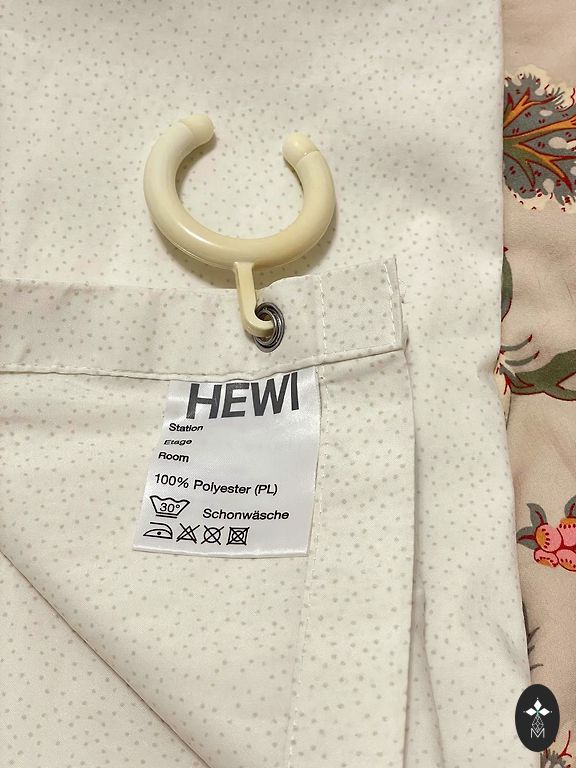 HEWI
Station
Etage
Room
100% Polyester (PL)
30° Schonwäsche
M